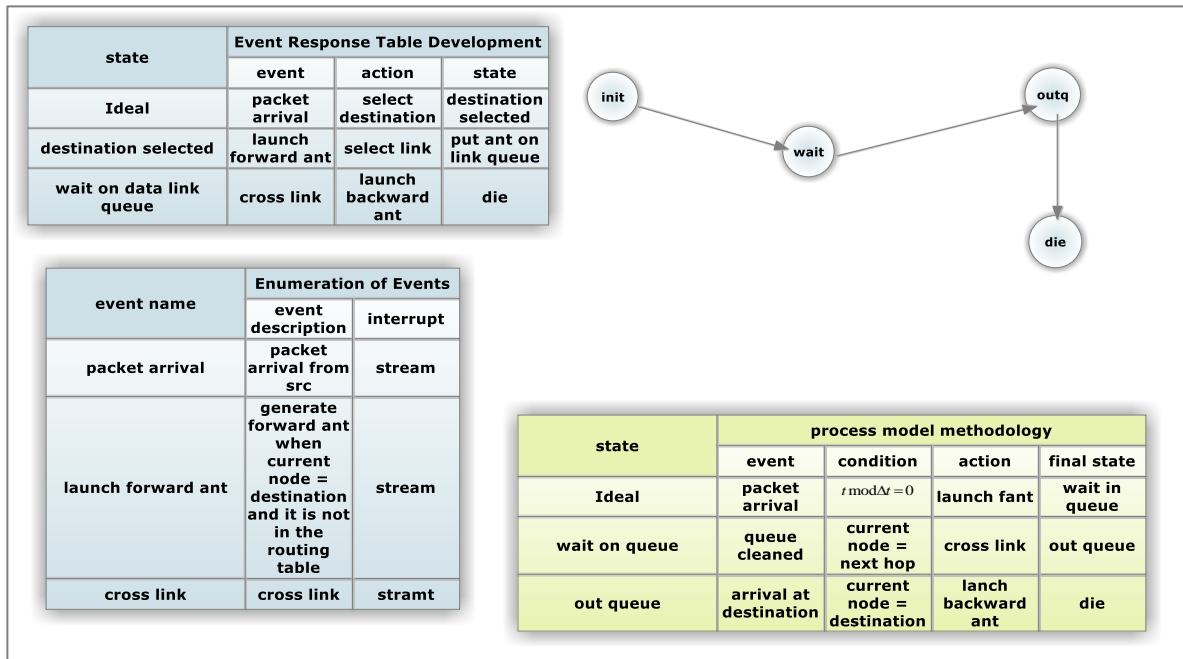 state
Event Response Table Development
event
action
state
Ideal
packet
arrival
select
destination
destination
selected
destination selected
launch
forward ant
select link
put ant on
link queue
wait on data link
queue
cross link
launch
backward
ant
die
init
wait
outq
die
event name
Enumeration of Events
event
description
interrupt
packet arrival
packet
arrival from
src
stream
launch forward ant
generate
forward ant
when
current
node =
destination
and it is not
in the
routing
table
stream
cross link
cross link
stramt
state
process model methodology
event
condition
action
final state
Ideal
packet
arrival
t modΔt = 0
launch fant
wait in
queue
wait on queue
queue
cleaned
current
node =
next hop
cross link
out queue
out queue
arrival at
destination
current
node =
destination
lanch
backward
ant
die